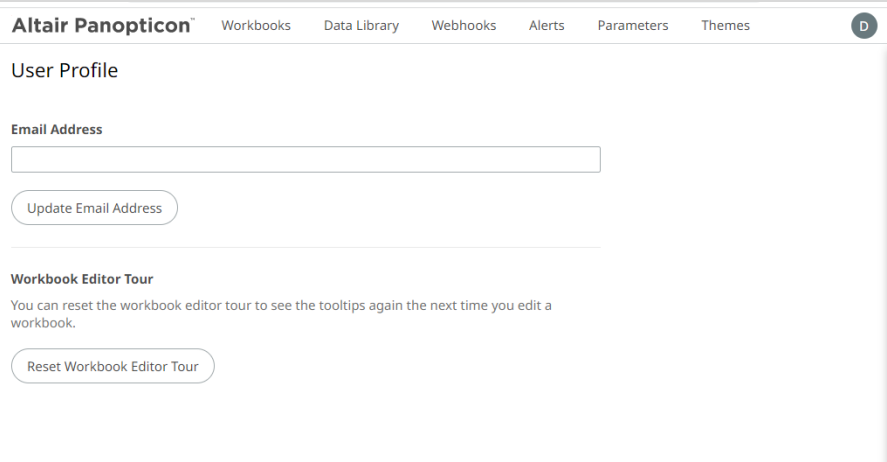 Altair Panopticon™ Workbooks Data Library Webhooks Alerts Parameters Themes D
User Profile
Email Address
Update Email Address
Workbook Editor Tour
You can reset the workbook editor tour to see the tooltips again the next time you edit a
workbook.
Reset Workbook Editor Tour